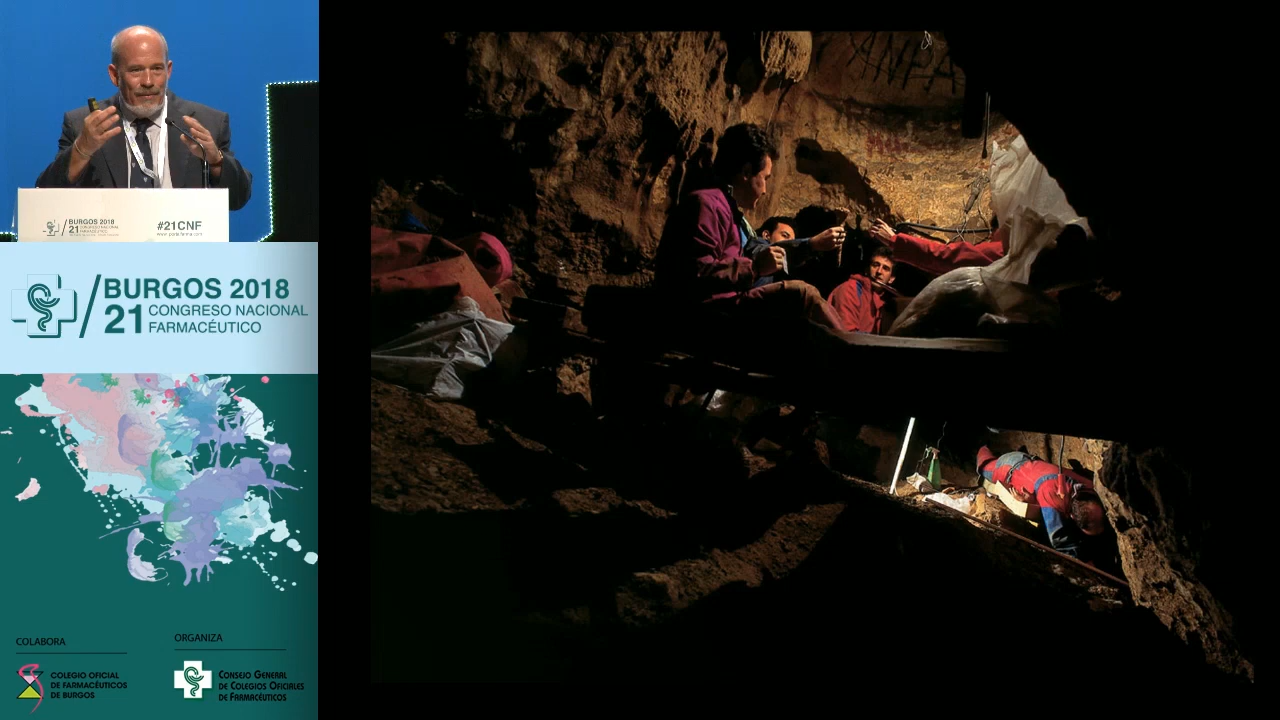 BURGOS 2018
21 CONGRESO NACIONAL
FARMACÉUTICO
#21CNF
BURGOS 2018
21 CONGRESO NACIONAL
FARMACÉUTICO
COLABORA
COLEGIO OFICIAL
DE FARMACÉUTICOS
DE BURGOS
ORGANIZA
CONSEJO GENERAL
DE COLEGIOS OFICIALES
DE FARMACÉUTICOS